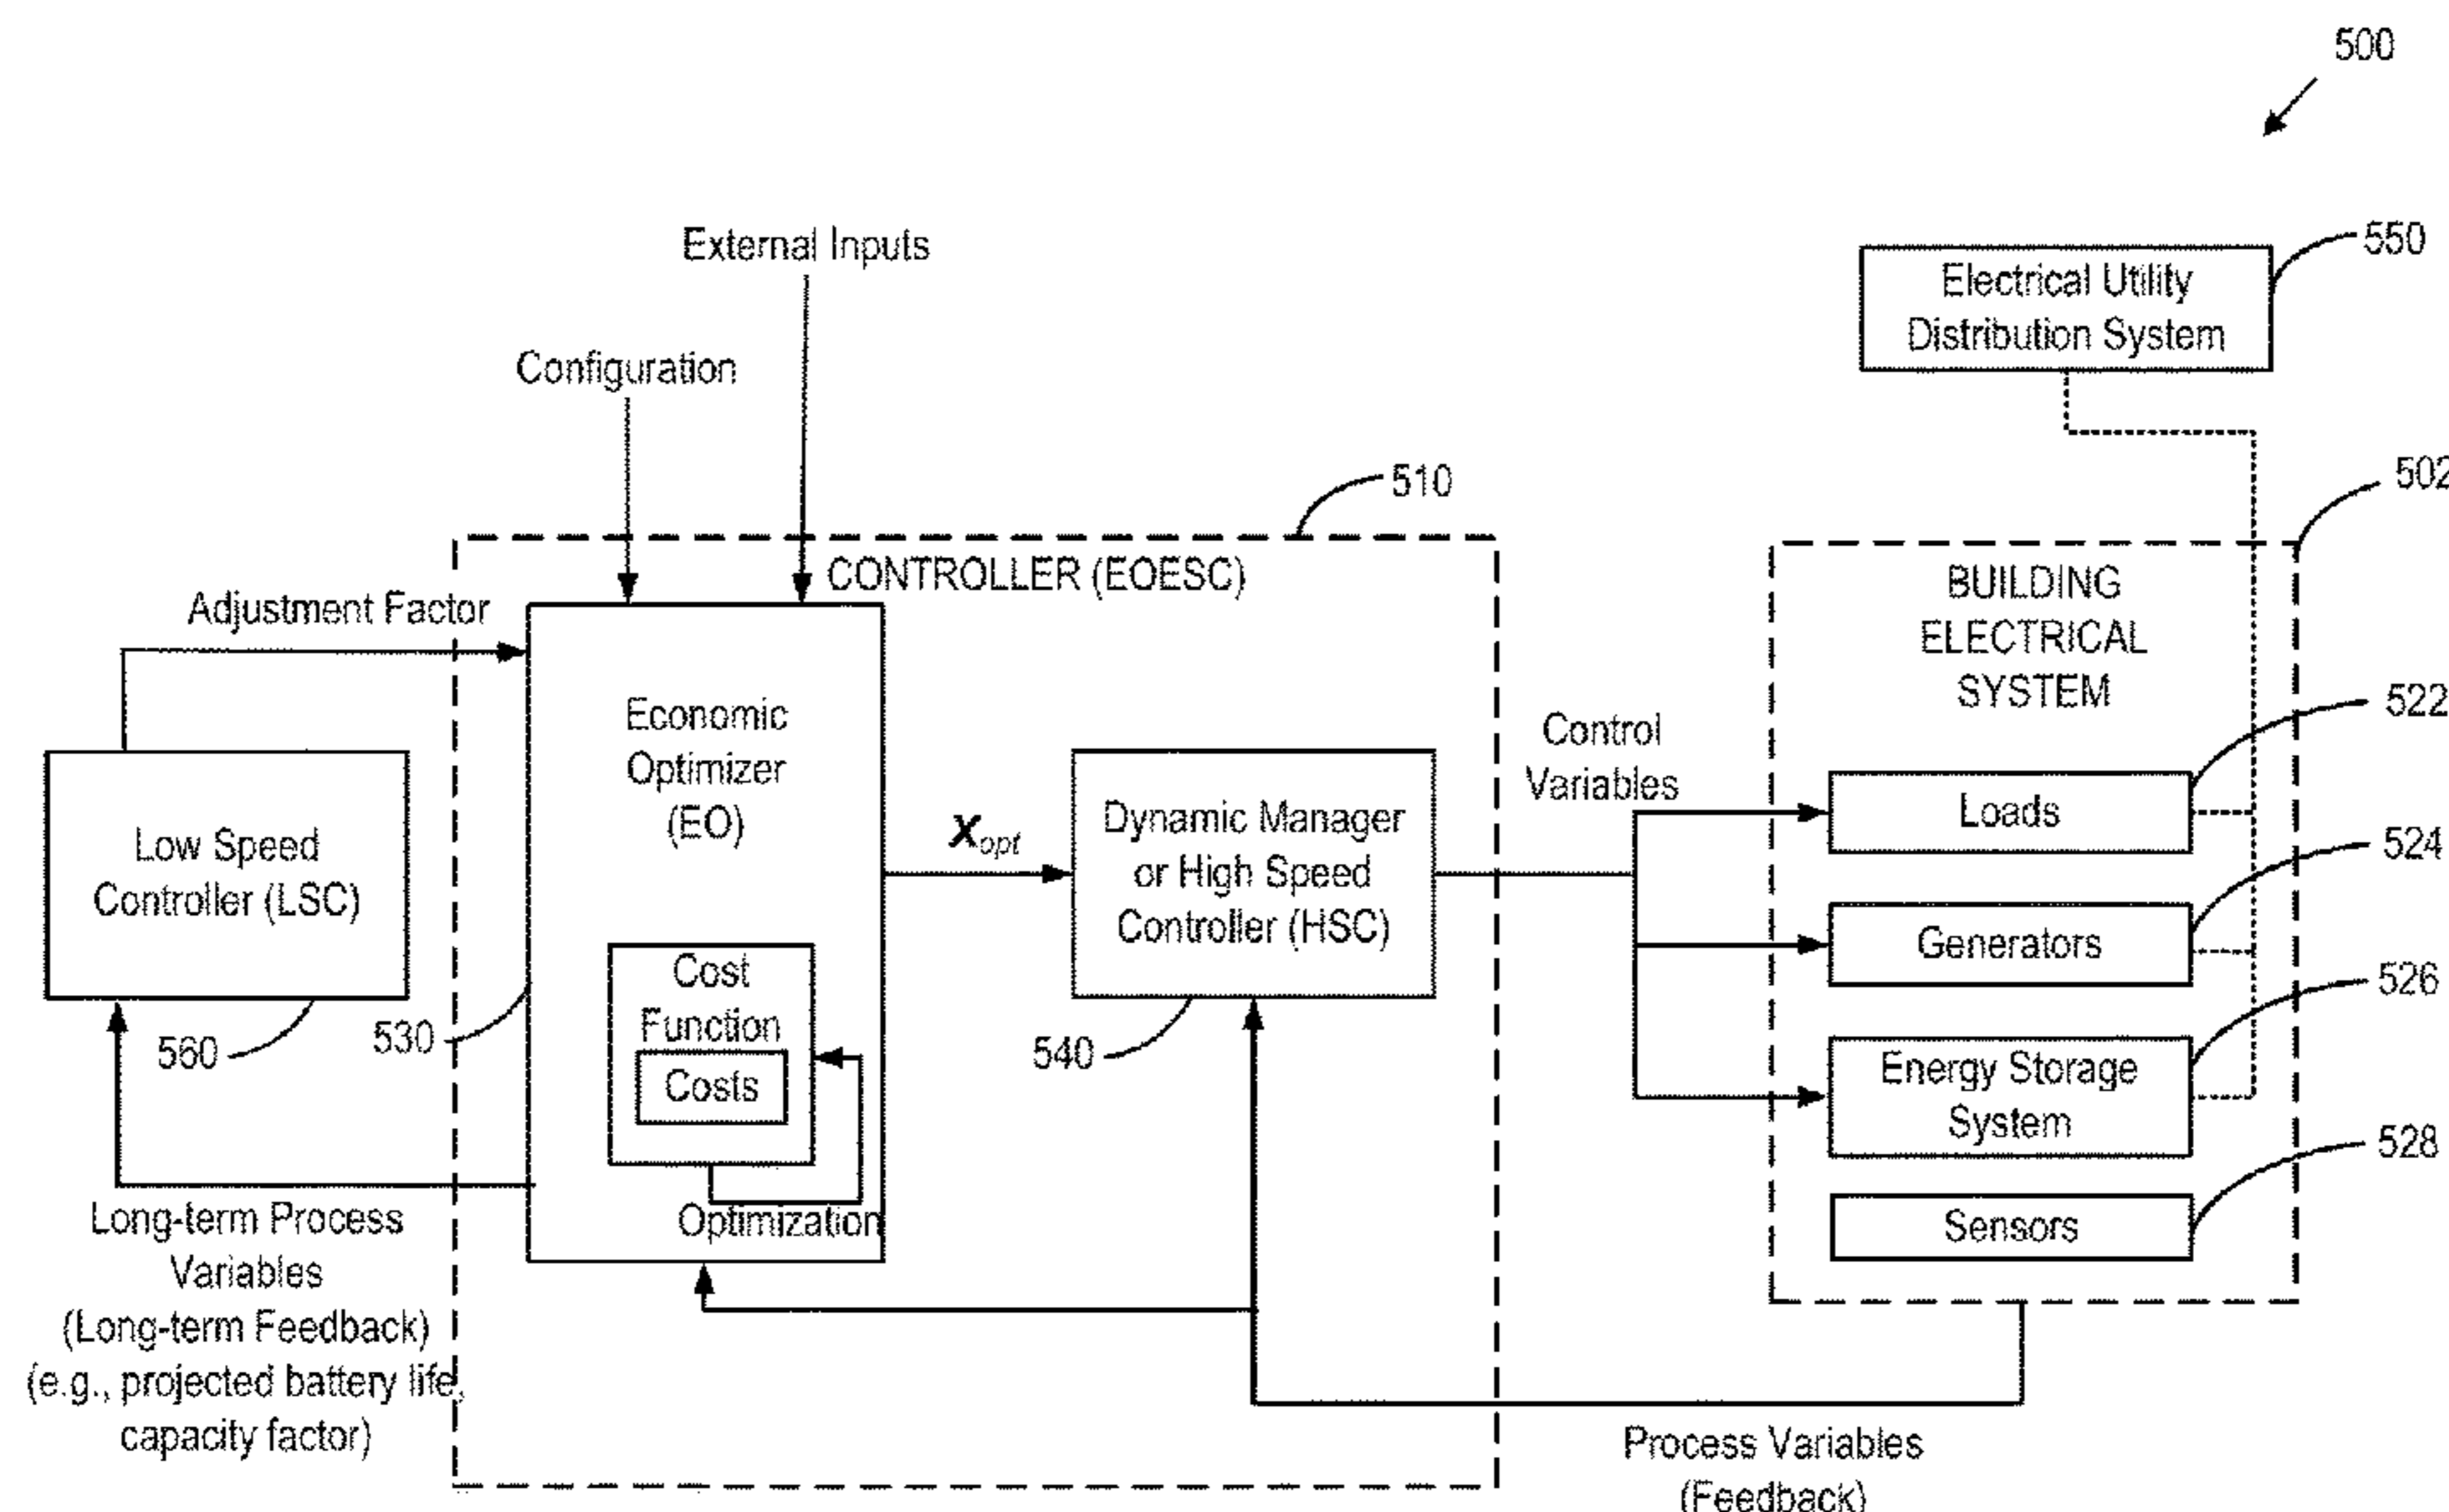 500
External Inputs
550
Electrical Utility
Distribution System
Configuration
510
502
CONTROLLER (EOESC)
BUILDING
ELECTRICAL
SYSTEM
Adjustment Factor
Economic
Optimizer
(EO)
522
Control
Variables
Low Speed
Controller (LSC)
Xopt
Dynamic Manager
or High Speed
Controller (HSC)
Loads
524
Generators
Cost
Function
Costs
560
530
540
526
Energy Storage
System
528
Sensors
Optimization
Long-term Process
Variables
(Long-term Feedback)
(e.g., projected battery life,
capacity factor)
Process Variables
(Feedback)